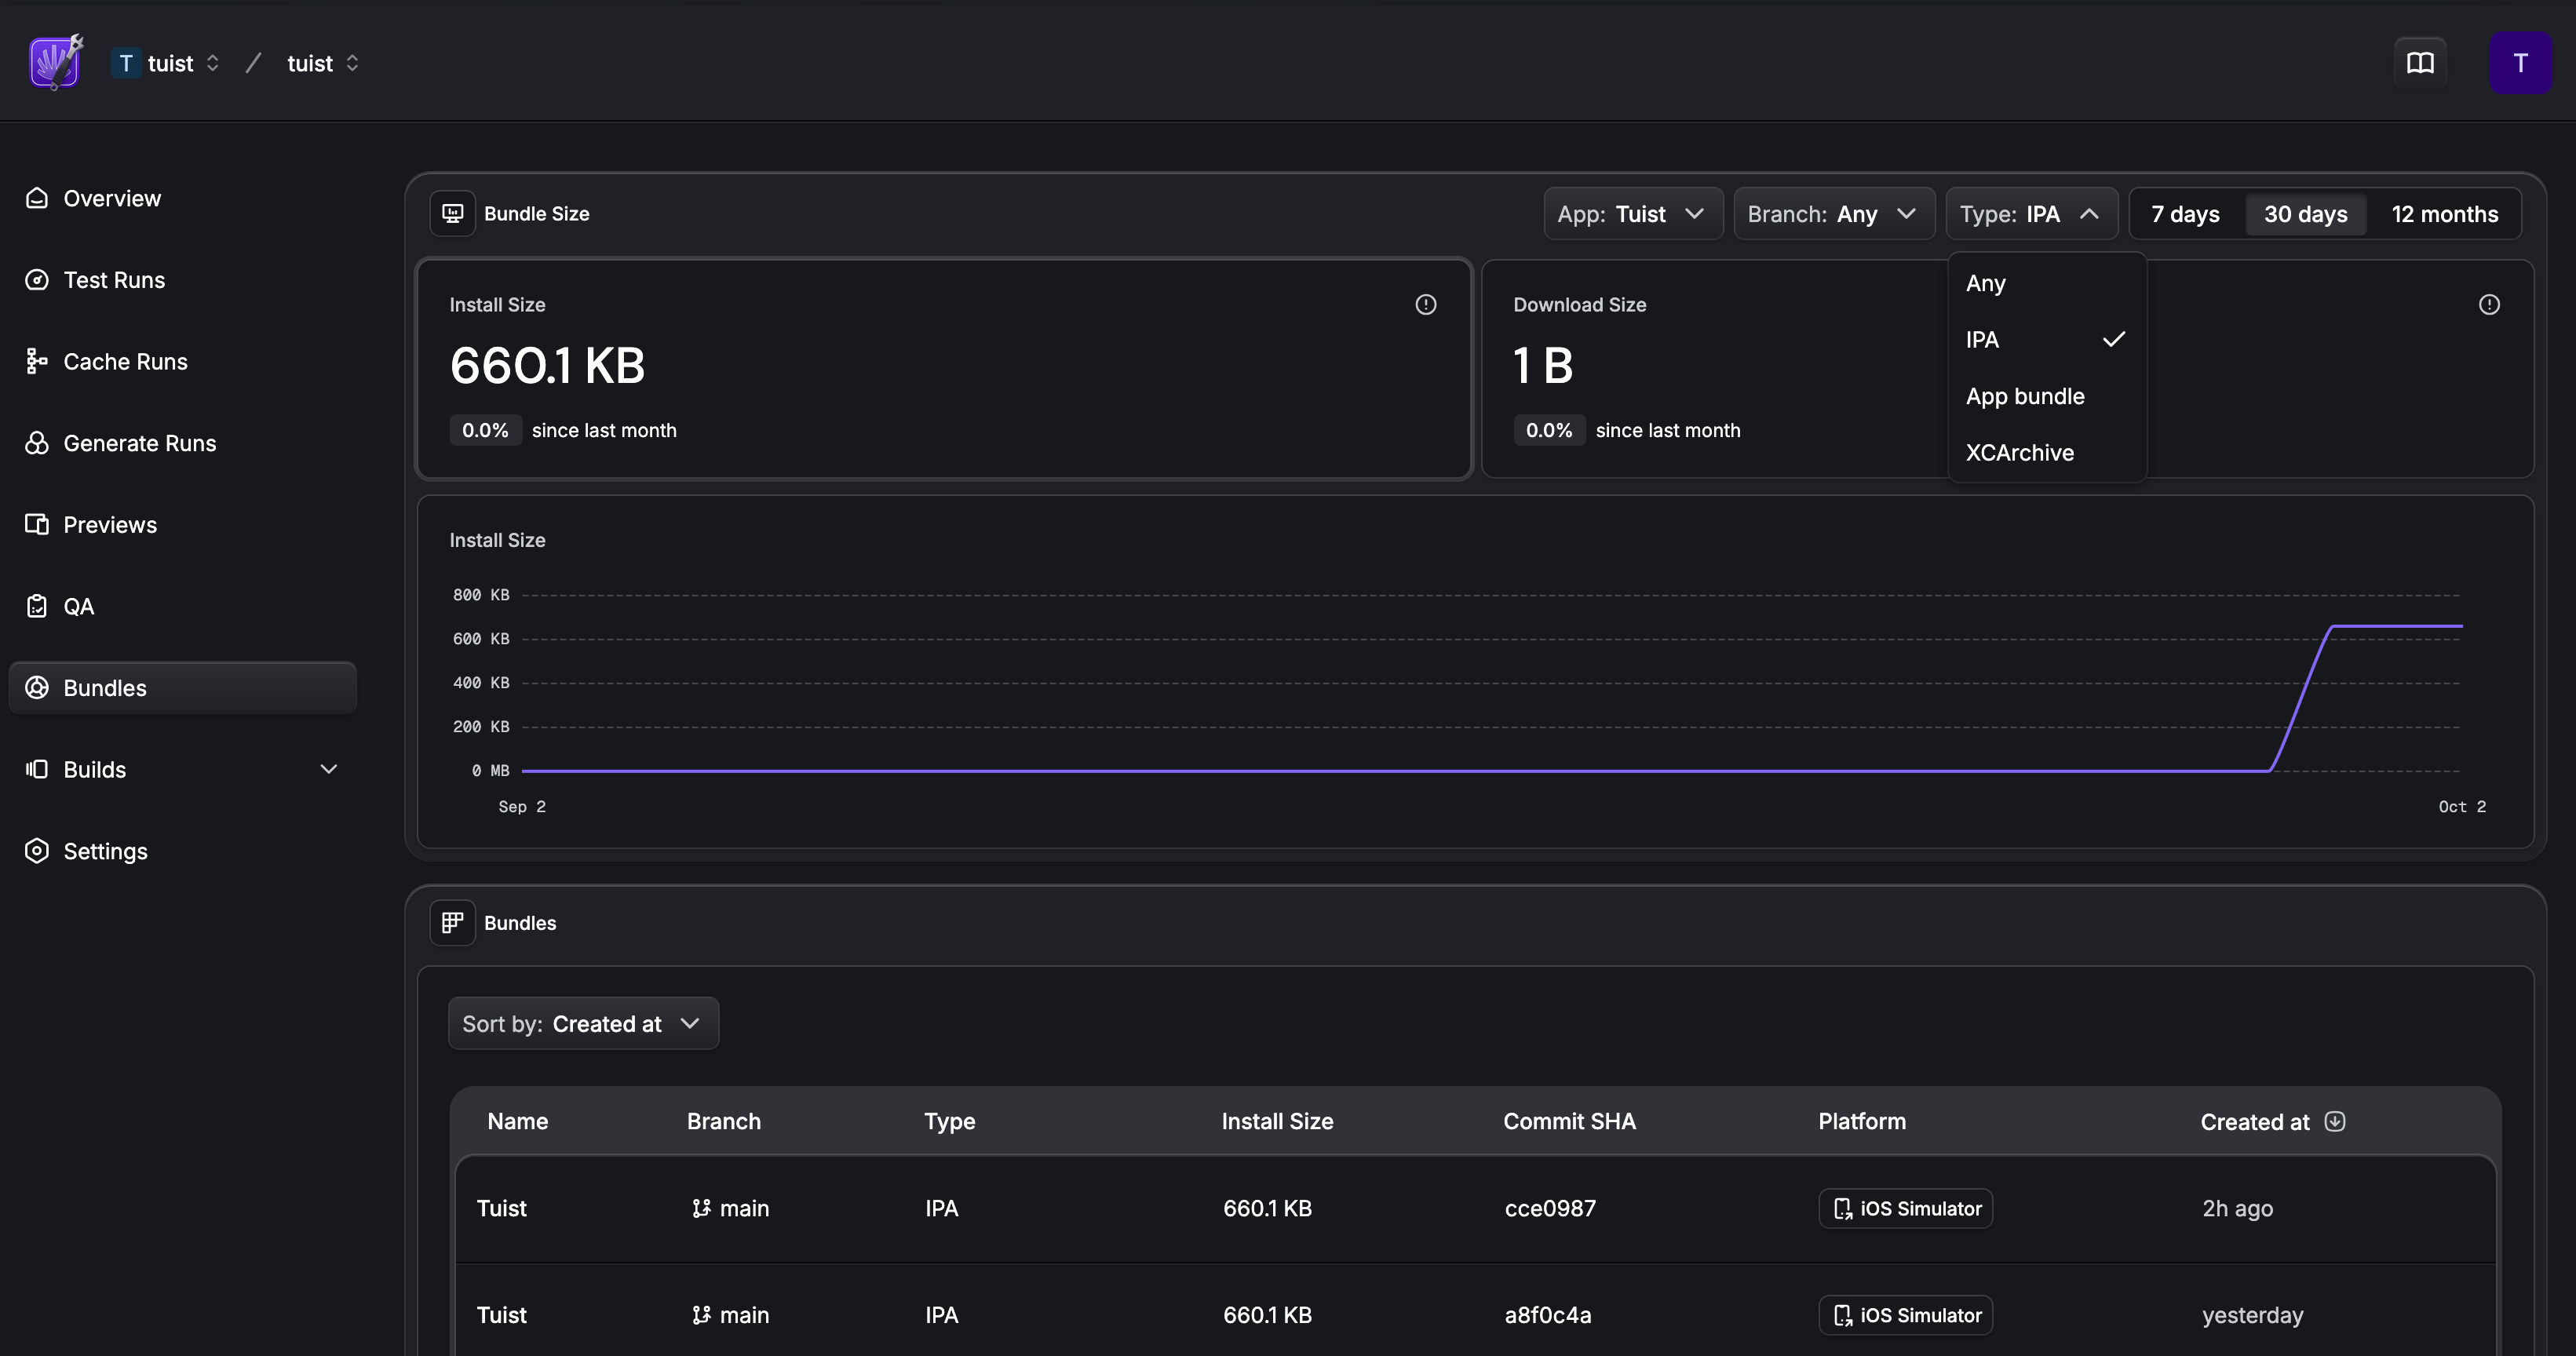 T tuist / tuist
T
Overview
Test Runs
Cache Runs
Generate Runs
Previews
QA
Bundles
Builds
Settings
Bundle Size
App: Tuist
Branch: Any
Type: IPA
7 days
30 days
12 months
Any
IPA
App bundle
XCArchive
Install Size
660.1 KB
0.0% since last month
Download Size
1 B
0.0% since last month
Install Size
800 KB
600 KB
400 KB
200 KB
0 MB
Sep 2
Oct 2
Bundles
Sort by: Created at
Name Branch Type Install Size Commit SHA Platform Created at
Tuist main IPA 660.1 KB cce0987 iOS Simulator 2h ago
Tuist main IPA 660.1 KB a8f0c4a iOS Simulator yesterday